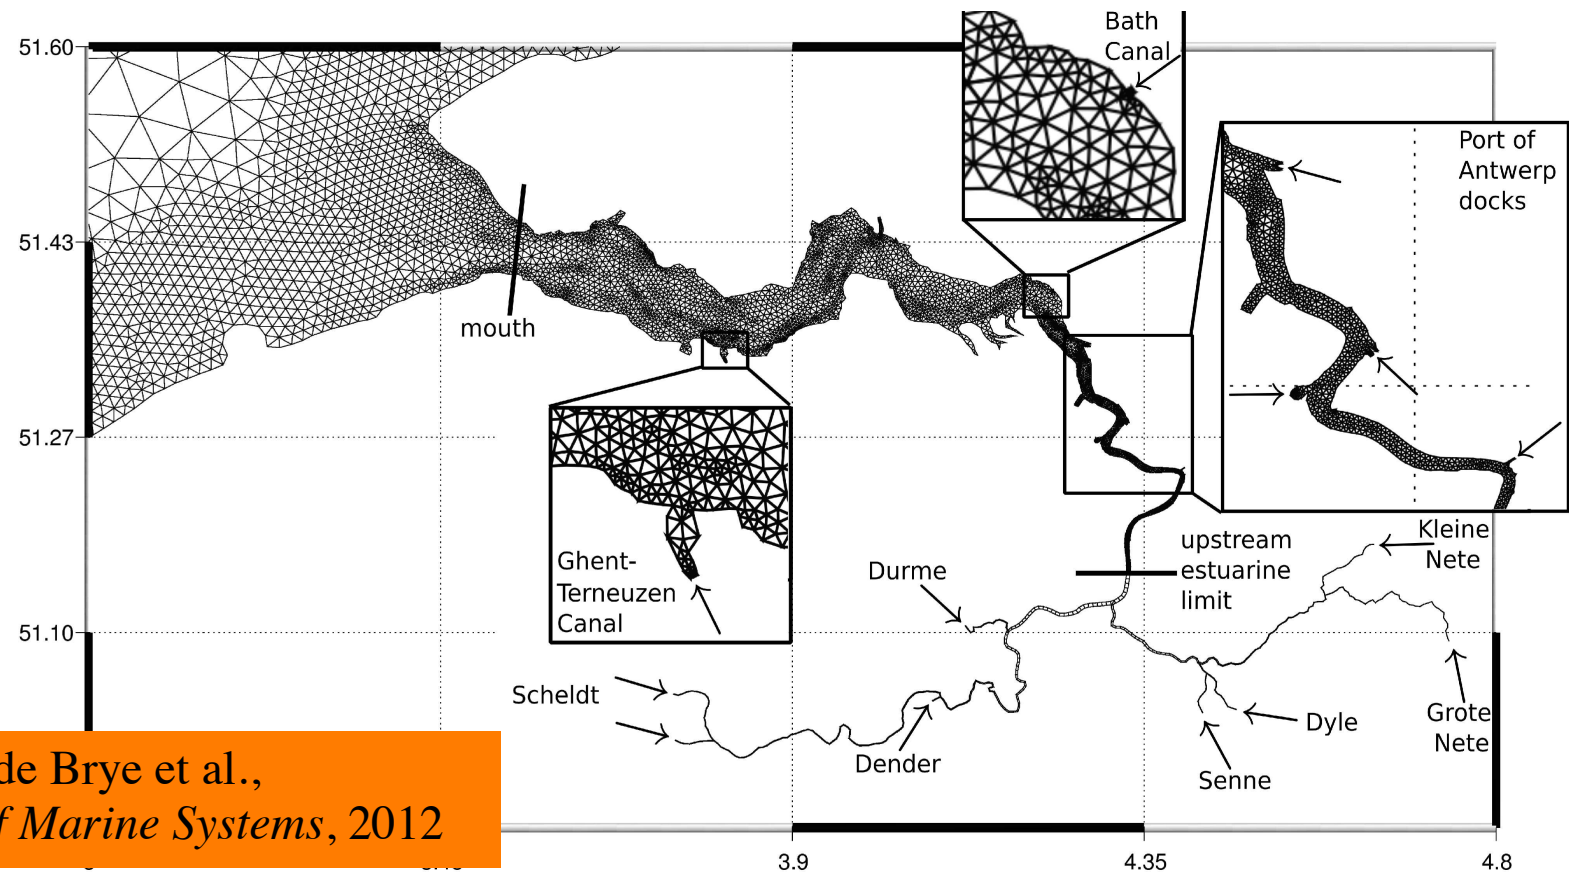 Bath
Canal
51.60
Port of
Antwerp
docks
51.43
mouth
51.27
Ghent-
Terneuzen
Canal
Durme
upstream
estuarine
limit
Kleine
Nete
51.10
Scheldt
Dender
Senne
Dyle
Grote
Nete
de Brye et al.,
f Marine Systems, 2012
3.9
4.35
4.8